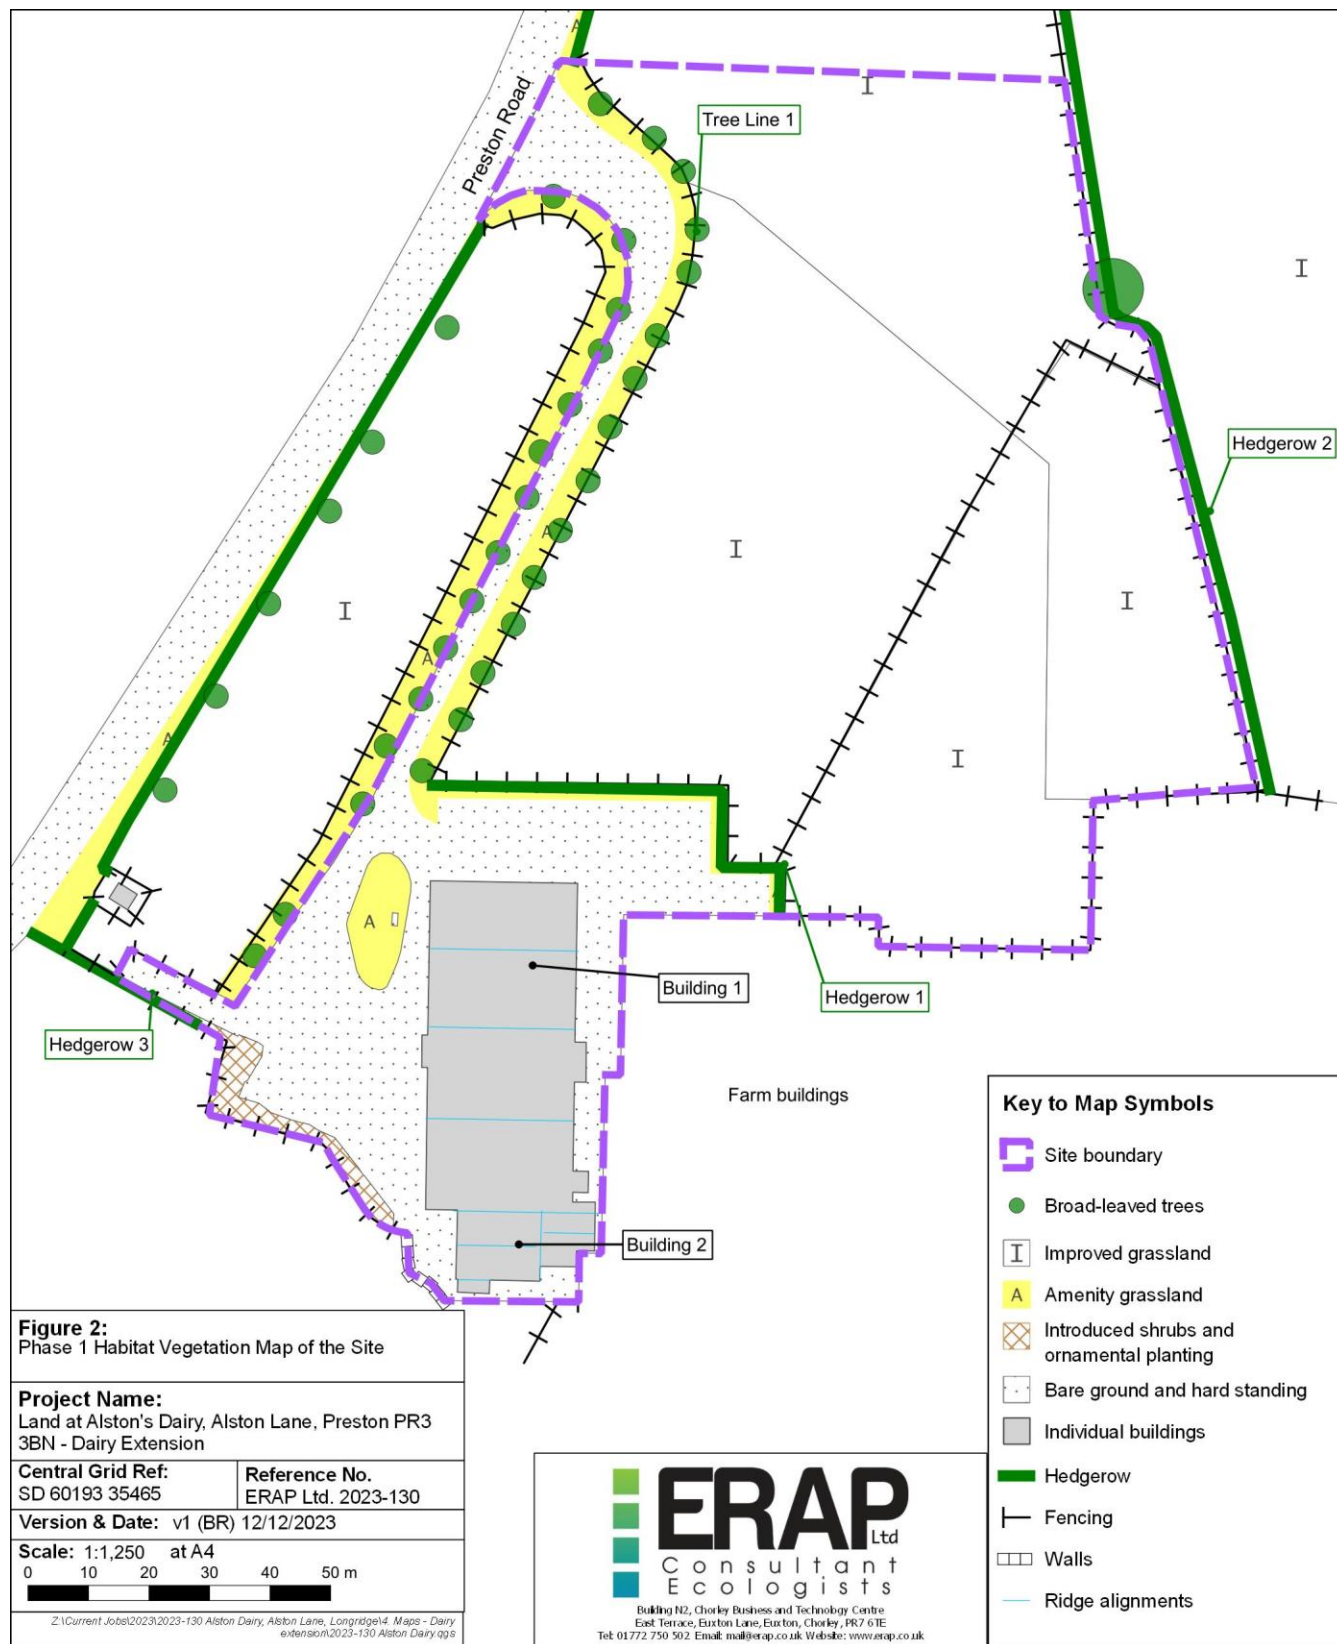 A
Preston Road
I
Tree Line 1
I
Hedgerow 2
I
A
I
I
A
A
I
A
Building 1
Hedgerow 1
Hedgerow 3
Farm buildings
Building 2
Key to Map Symbols
Site boundary
Broad-leaved trees
I Improved grassland
A Amenity grassland
Introduced shrubs and
ornamental planting
Bare ground and hard standing
Individual buildings
Hedgerow
Fencing
Walls
Ridge alignments
Figure 2:
Phase 1 Habitat Vegetation Map of the Site
Project Name:
Land at Alston's Dairy, Alston Lane, Preston PR3
3BN - Dairy Extension
Central Grid Ref:
SD 60193 35465
Reference No.
ERAP Ltd. 2023-130
Version & Date: v1 (BR) 12/12/2023
Scale: 1:1,250 at A4
0 10 20 30 40 50 m
Z:\Current Jobs\2023\2023-130 Alston Dairy, Alston Lane, Longridge\4. Maps - Dairy
extension\2023-130 Alston Dairy.qgs
ERAP Ltd
Consultant
Ecologists
Building N2, Chorley Business and Technology Centre
East Terrace, Euxton Lane, Euxton, Chorley, PR7 6TE
Tel: 01772 750 502 Email: mail@erap.co.uk Website: www.erap.co.uk